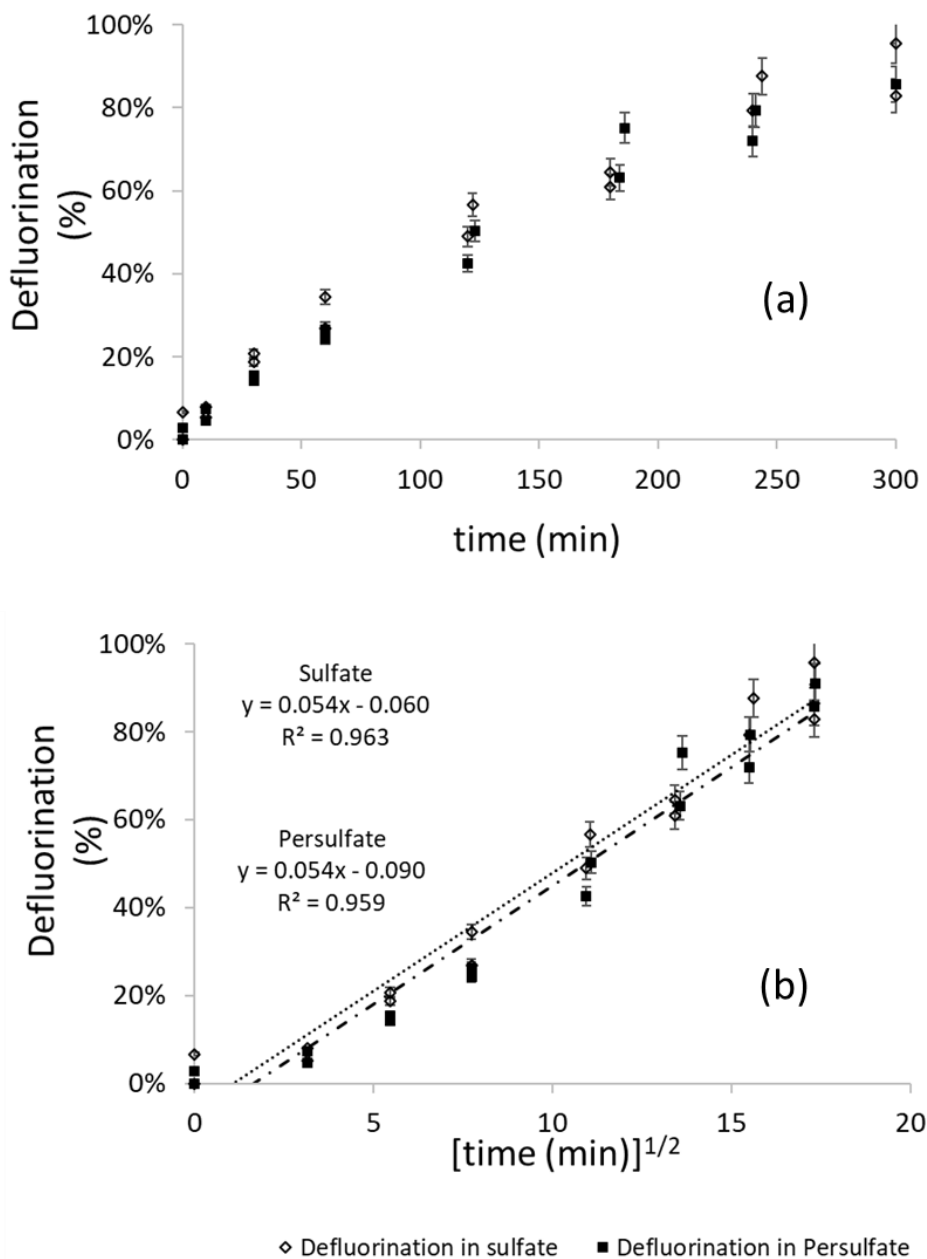 100%
80%
60%
40%
20%
0%
Defluorination
(%)
(a)
0 50 100 150 200 250 300
time (min)
100%
80%
60%
40%
20%
0%
Defluorination
(%)
Sulfate
y = 0.054x - 0.060
R² = 0.963
Persulfate
y = 0.054x - 0.090
R² = 0.959
(b)
0 5 10 15 20
[time (min)]^1/2
Defluorination in sulfate Defluorination in Persulfate